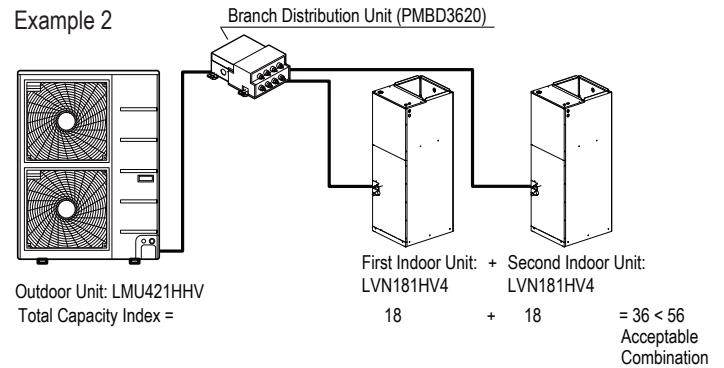 Example 2
Branch Distribution Unit (PMBD3620)
First Indoor Unit: + Second Indoor Unit:
LVN181HV4 LVN181HV4
Outdoor Unit: LMU421HHV
Total Capacity Index = 18 + 18 = 36 < 56
Acceptable
Combination